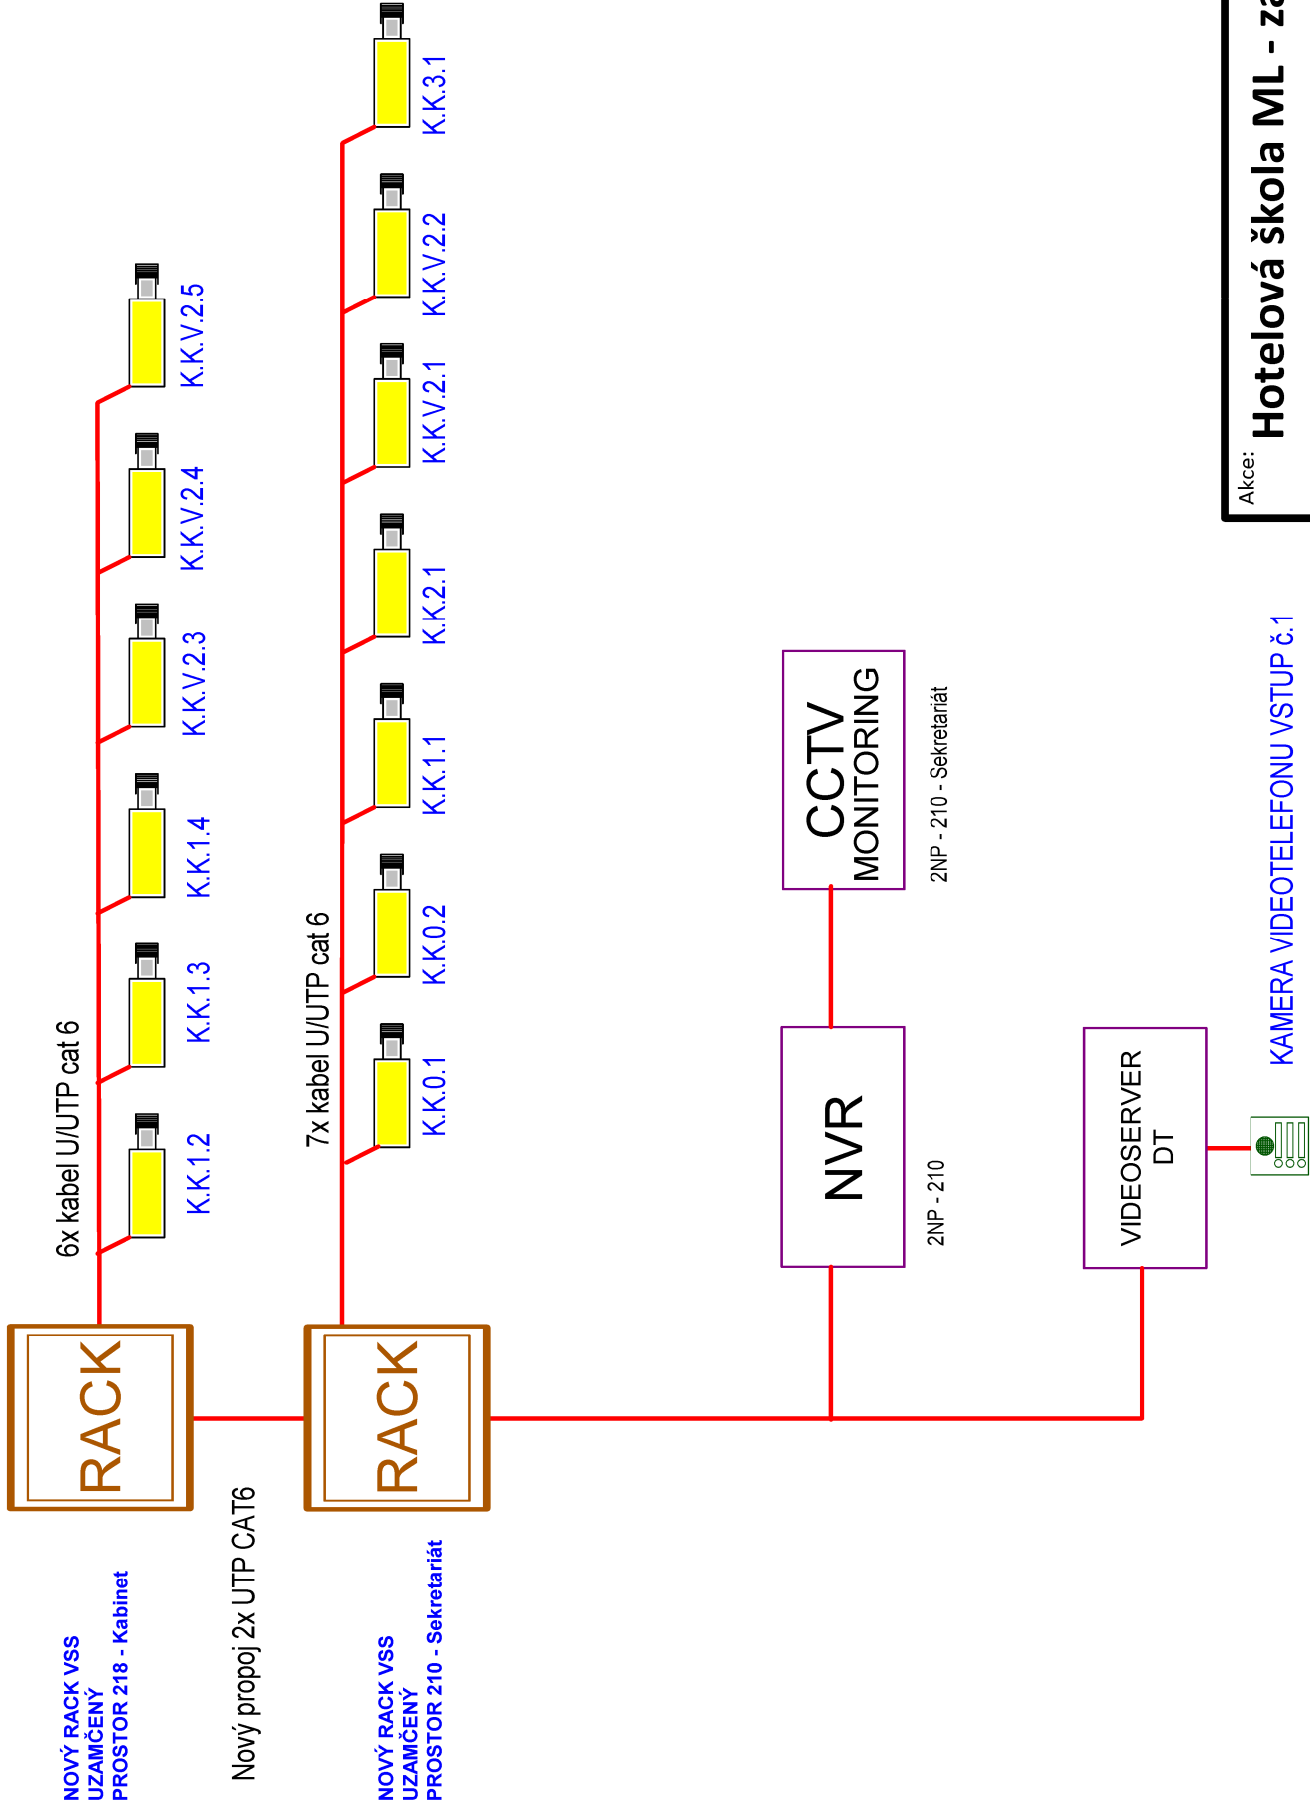 NOVÝ RACK VSS
UZAMČENÝ
PROSTOR 218 - Kabinet
RACK
6x kabel U/UTP cat 6
K.K.1.2
K.K.1.3
K.K.1.4
K.K.V.2.3
K.K.V.2.4
K.K.V.2.5
Nový propoj 2x UTP CAT6
NOVÝ RACK VSS
UZAMČENÝ
PROSTOR 210 - Sekretariát
RACK
7x kabel U/UTP cat 6
K.K.0.1
K.K.0.2
K.K.1.1
K.K.2.1
K.K.V.2.1
K.K.V.2.2
K.K.3.1
NVR
2NP - 210
CCTV
MONITORING
2NP - 210 - Sekretariát
VIDEOSERVER
DT
KAMERA VIDEOTELEFONU VSTUP č.1
Akce:
Hotelová škola ML - za